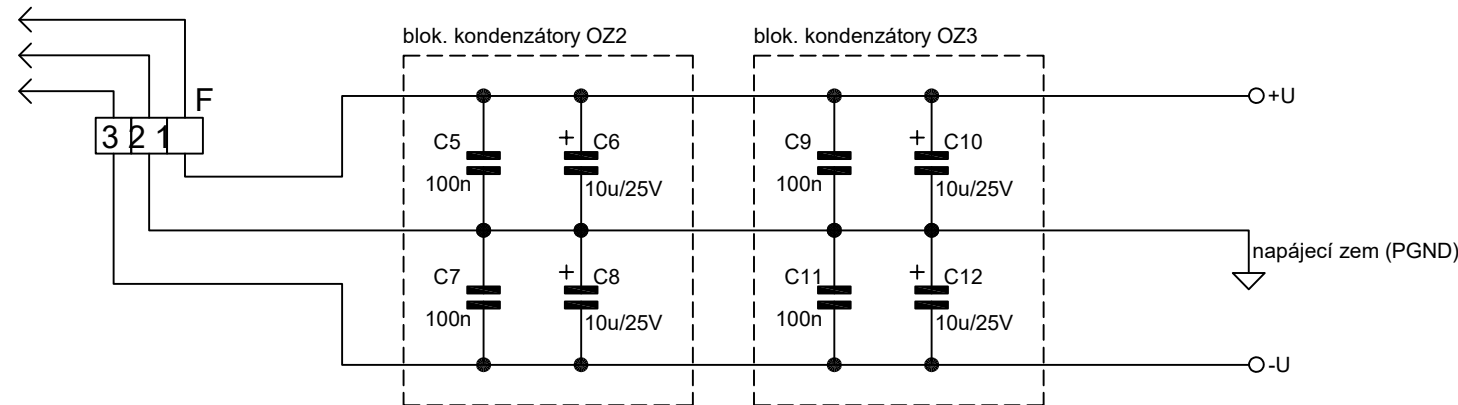 blok. kondenzátory OZ2
blok. kondenzátory OZ3
F
3 2 1
+U
C5
100n
+
C6
10u/25V
C9
100n
+
C10
10u/25V
napájecí zem (PGND)
C7
100n
+
C8
10u/25V
C11
100n
+
C12
10u/25V
-U